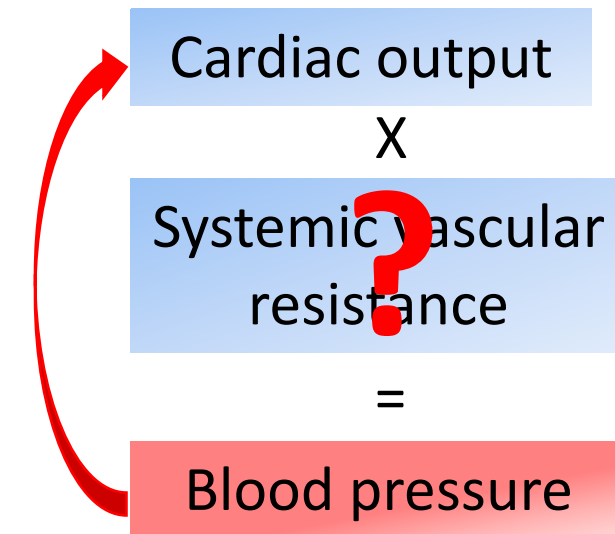 Cardiac output
X
Systemic vascular
resistance
?
=
Blood pressure